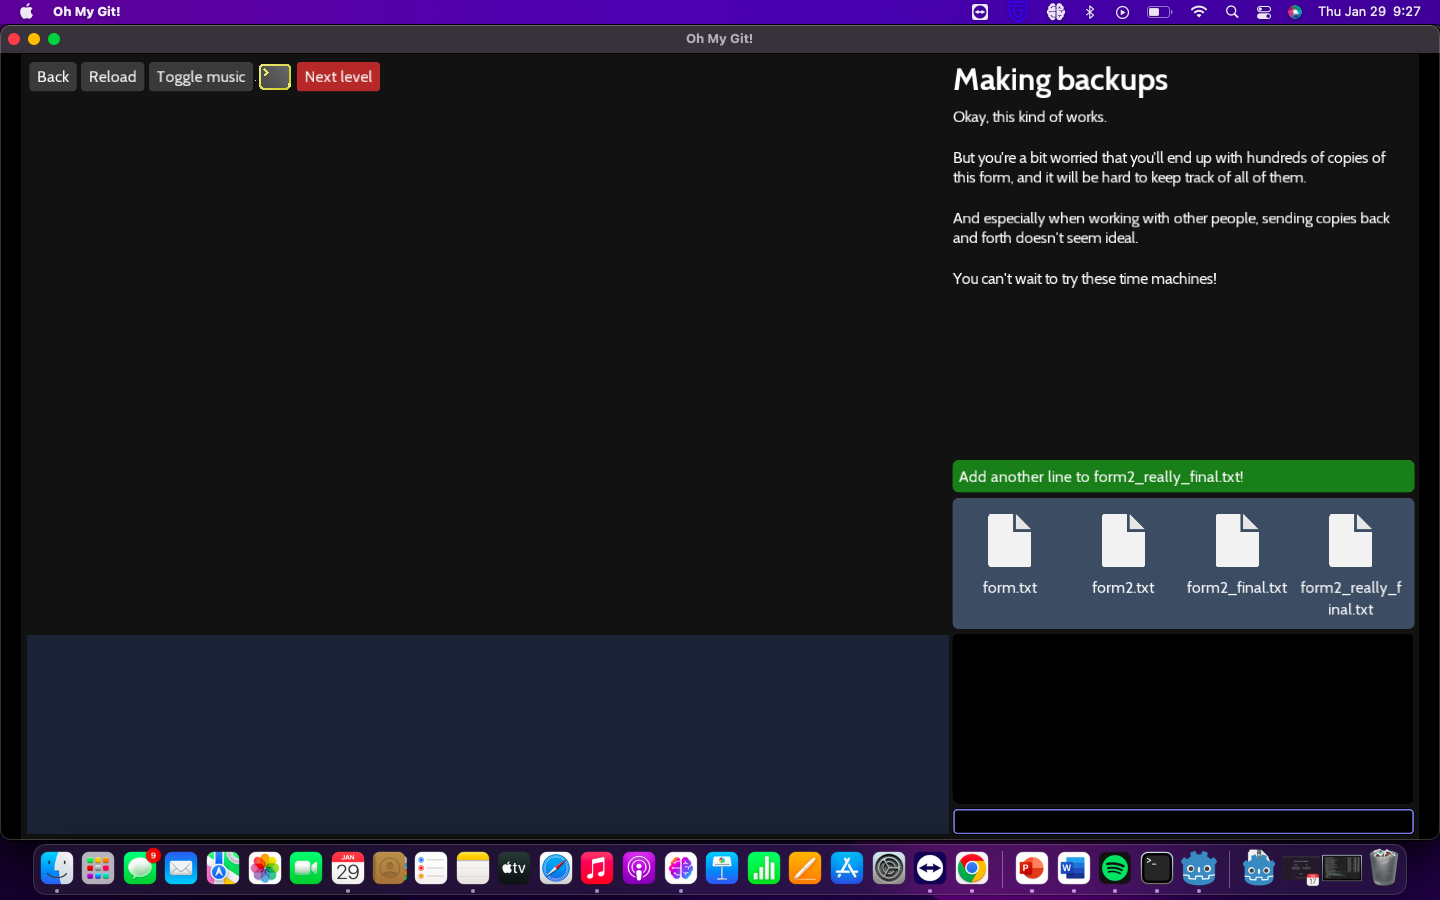 Oh My Git!
Thu Jan 29 9:27
Oh My Git!
Back
Reload
Toggle music
Next level
Making backups
Okay, this kind of works.
But you're a bit worried that you'll end up with hundreds of copies of
this form, and it will be hard to keep track of all of them.
And especially when working with other people, sending copies back
and forth doesn't seem ideal.
You can't wait to try these time machines!
Add another line to form2_really_final.txt!
form.txt
form2.txt
form2_final.txt
form2_really_f
inal.txt
9
JAN
29
tv
17